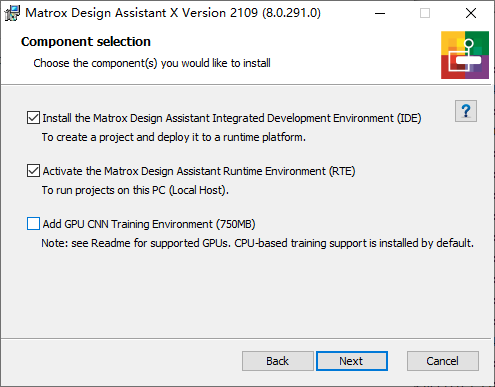 Matrox Design Assistant X Version 2109 (8.0.291.0)
Component selection
Choose the component(s) you would like to install
Install the Matrox Design Assistant Integrated Development Environment (IDE)
To create a project and deploy it to a runtime platform.
?
Activate the Matrox Design Assistant Runtime Environment (RTE)
To run projects on this PC (Local Host).
Add GPU CNN Training Environment (750MB)
Note: see Readme for supported GPUs. CPU-based training support is installed by default.
Back Next Cancel